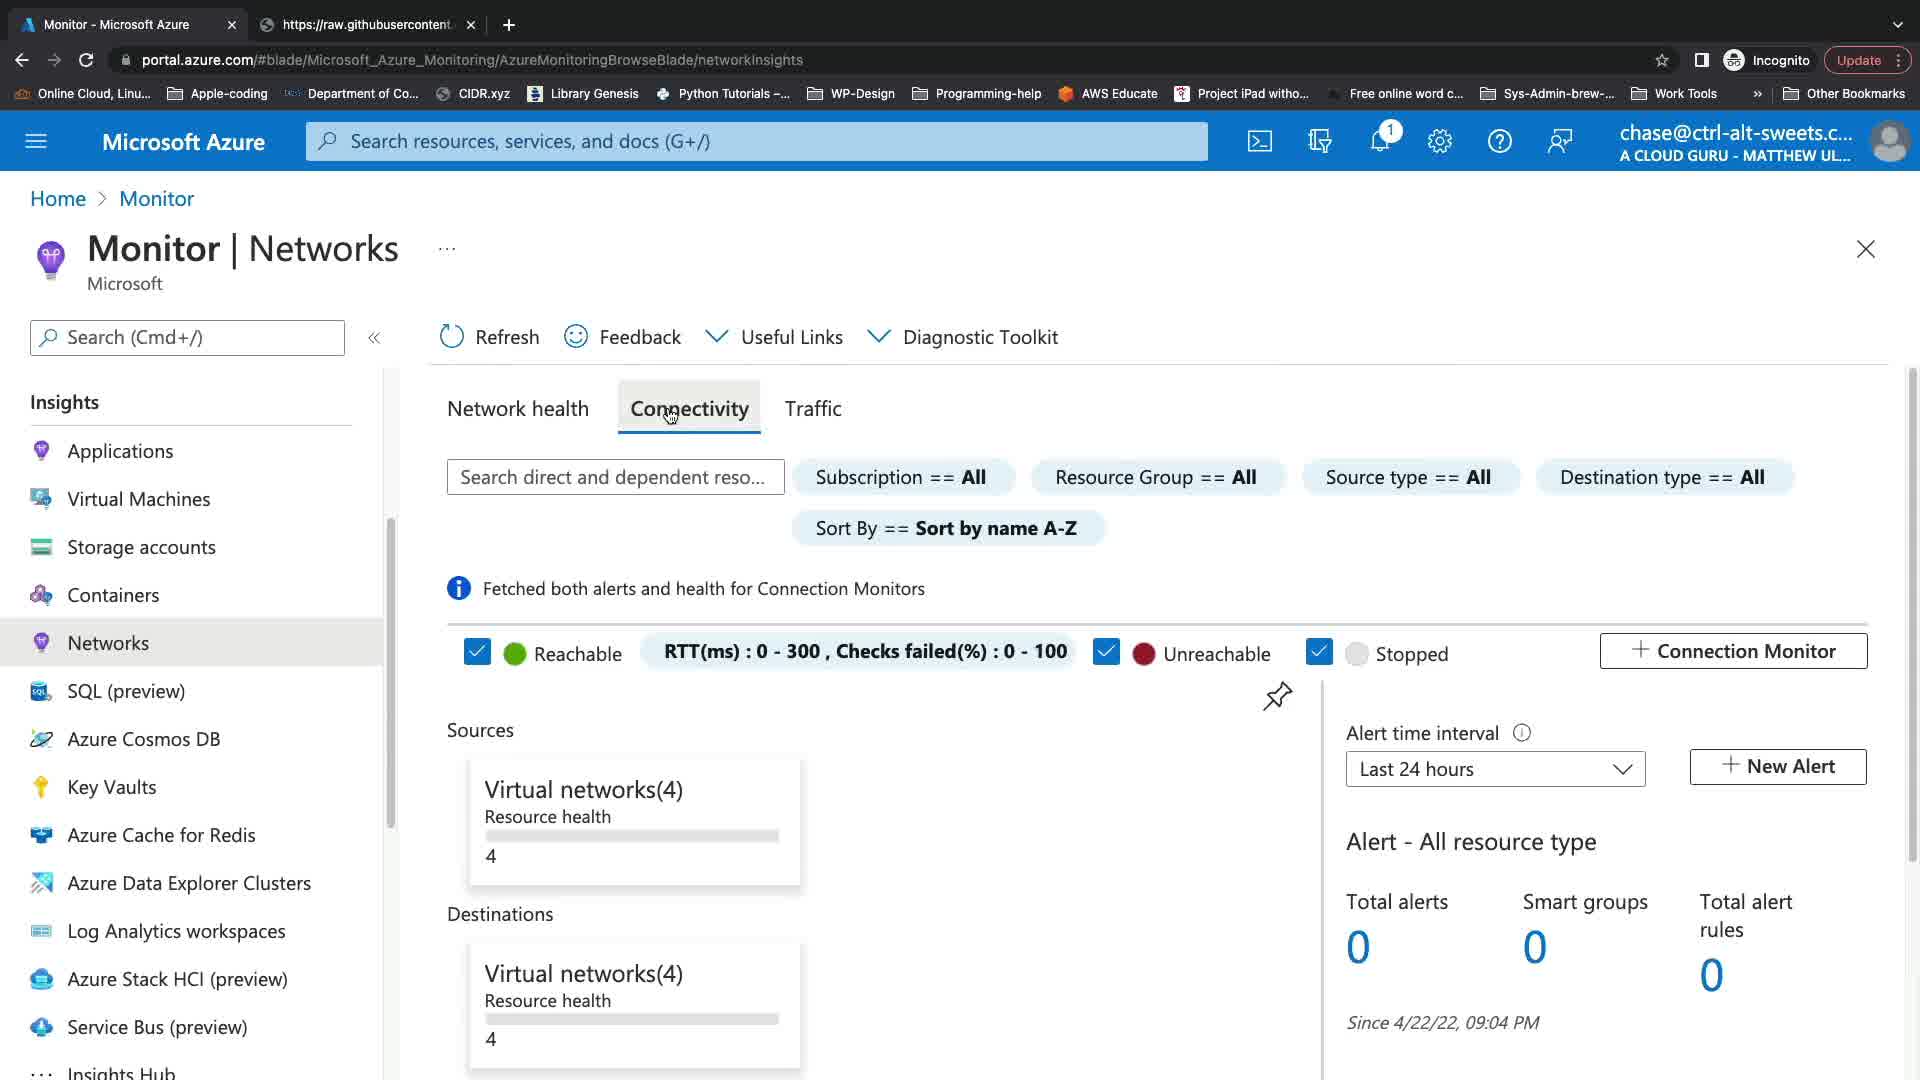 Monitor - Microsoft Azure
https://raw.githubusercontent
portal.azure.com/#blade/Microsoft_Azure_Monitoring/AzureMonitoringBrowseBlade/networkInsights
Incognito
Update
Online Cloud, Linu...
Apple-coding
Department of Co...
CIDR.xyz
Library Genesis
Python Tutorials –...
WP-Design
Programming-help
AWS Educate
Project iPad witho...
Free online word c...
Sys-Admin-brew-...
Work Tools
»
Other Bookmarks
Microsoft Azure
Search resources, services, and docs (G+/)
1
chase@ctrl-alt-sweets.c...
A CLOUD GURU - MATTHEW UL...
Home > Monitor
Monitor | Networks ...
Microsoft
Search (Cmd+/)
«
Insights
Applications
Virtual Machines
Storage accounts
Containers
Networks
SQL (preview)
Azure Cosmos DB
Key Vaults
Azure Cache for Redis
Azure Data Explorer Clusters
Log Analytics workspaces
Azure Stack HCI (preview)
Service Bus (preview)
... Insights Hub
Refresh
Feedback
Useful Links
Diagnostic Toolkit
Network health
Connectivity
Traffic
Search direct and dependent reso...
Subscription == All
Resource Group == All
Source type == All
Destination type == All
Sort By == Sort by name A-Z
Fetched both alerts and health for Connection Monitors
Reachable
RTT(ms) : 0 - 300 , Checks failed(%) : 0 - 100
Unreachable
Stopped
+ Connection Monitor
Sources
Virtual networks(4)
Resource health
4
Destinations
Virtual networks(4)
Resource health
4
Alert time interval
Last 24 hours
+ New Alert
Alert - All resource type
Total alerts
0
Smart groups
0
Total alert
rules
0
Since 4/22/22, 09:04 PM